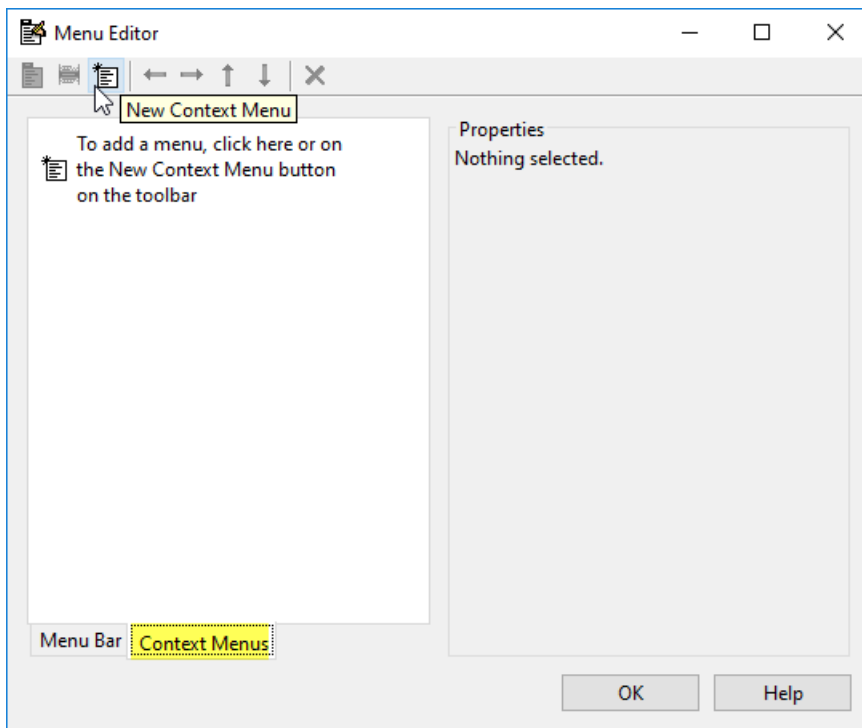 Menu Editor
New Context Menu
To add a menu, click here or on
the New Context Menu button
on the toolbar
Properties
Nothing selected.
Menu Bar
Context Menus
OK
Help